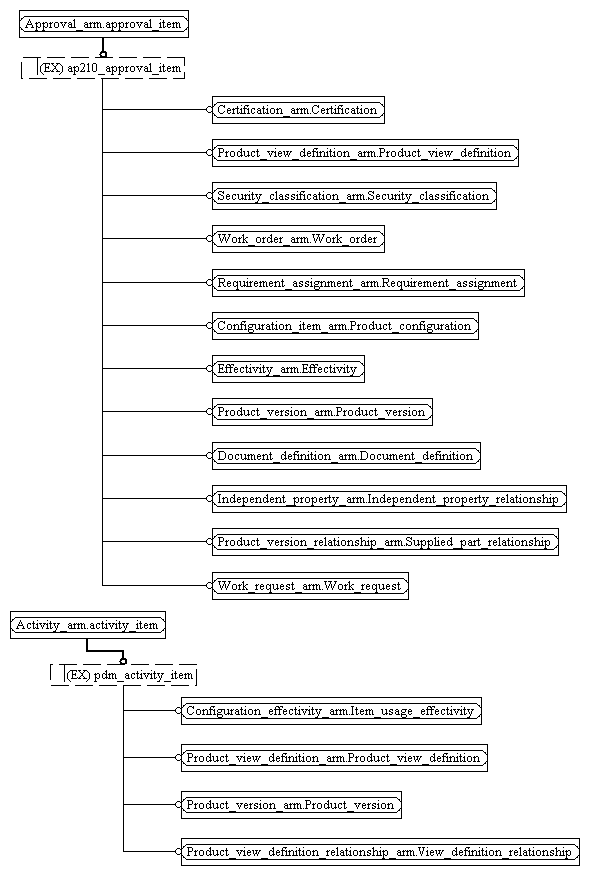 Approval_arm.approval_item
(EX) ap210_approval_item
Certification_arm.Certification
Product_view_definition_arm.Product_view_definition
Security_classification_arm.Security_classification
Work_order_arm.Work_order
Requirement_assignment_arm.Requirement_assignment
Configuration_item_arm.Product_configuration
Effectivity_arm.Effectivity
Product_version_arm.Product_version
Document_definition_arm.Document_definition
Independent_property_arm.Independent_property_relationship
Product_version_relationship_arm.Supplied_part_relationship
Work_request_arm.Work_request
Activity_arm.activity_item
(EX) pdm_activity_item
Configuration_effectivity_arm.Item_usage_effectivity
Product_view_definition_arm.Product_view_definition
Product_version_arm.Product_version
Product_view_definition_relationship_arm.View_definition_relationship